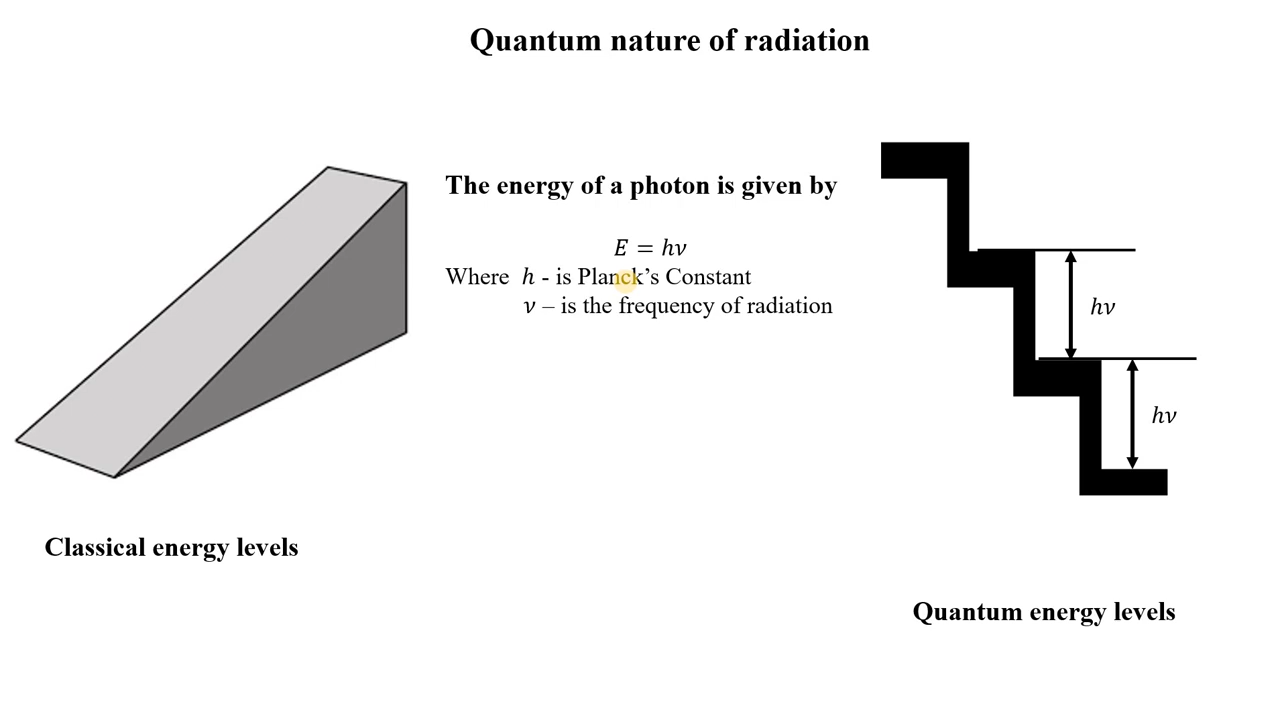 Quantum nature of radiation
The energy of a photon is given by
𝐸 = ℎ𝜈
Where ℎ - is Planck’s Constant
𝜈 – is the frequency of radiation
ℎ𝜈
ℎ𝜈
Classical energy levels
Quantum energy levels